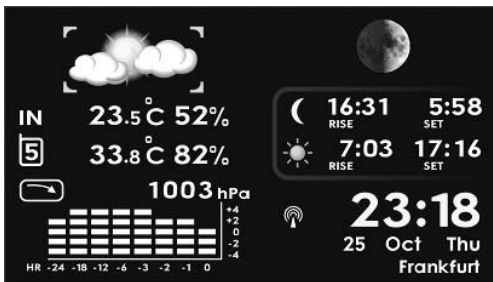 IN 23.5°C 52%
5 33.8°C 82%
1003 hPa
+4
+2
0
-2
-4
HR -24 -18 -12 -6 -3 -2 -1 0
16:31 5:58
RISE SET
7:03 17:16
RISE SET
23:18
25 Oct Thu
Frankfurt